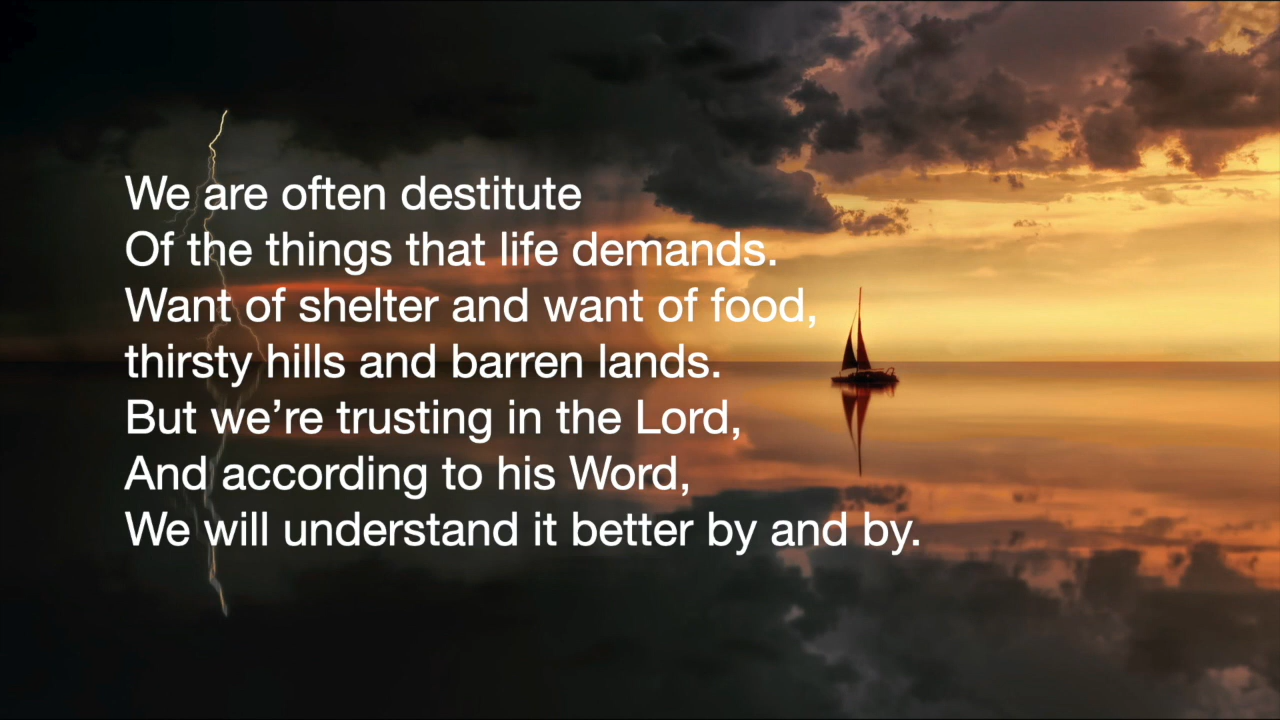 We are often destitute
Of the things that life demands.
Want of shelter and want of food,
thirsty hills and barren lands.
But we’re trusting in the Lord,
And according to his Word,
We will understand it better by and by.